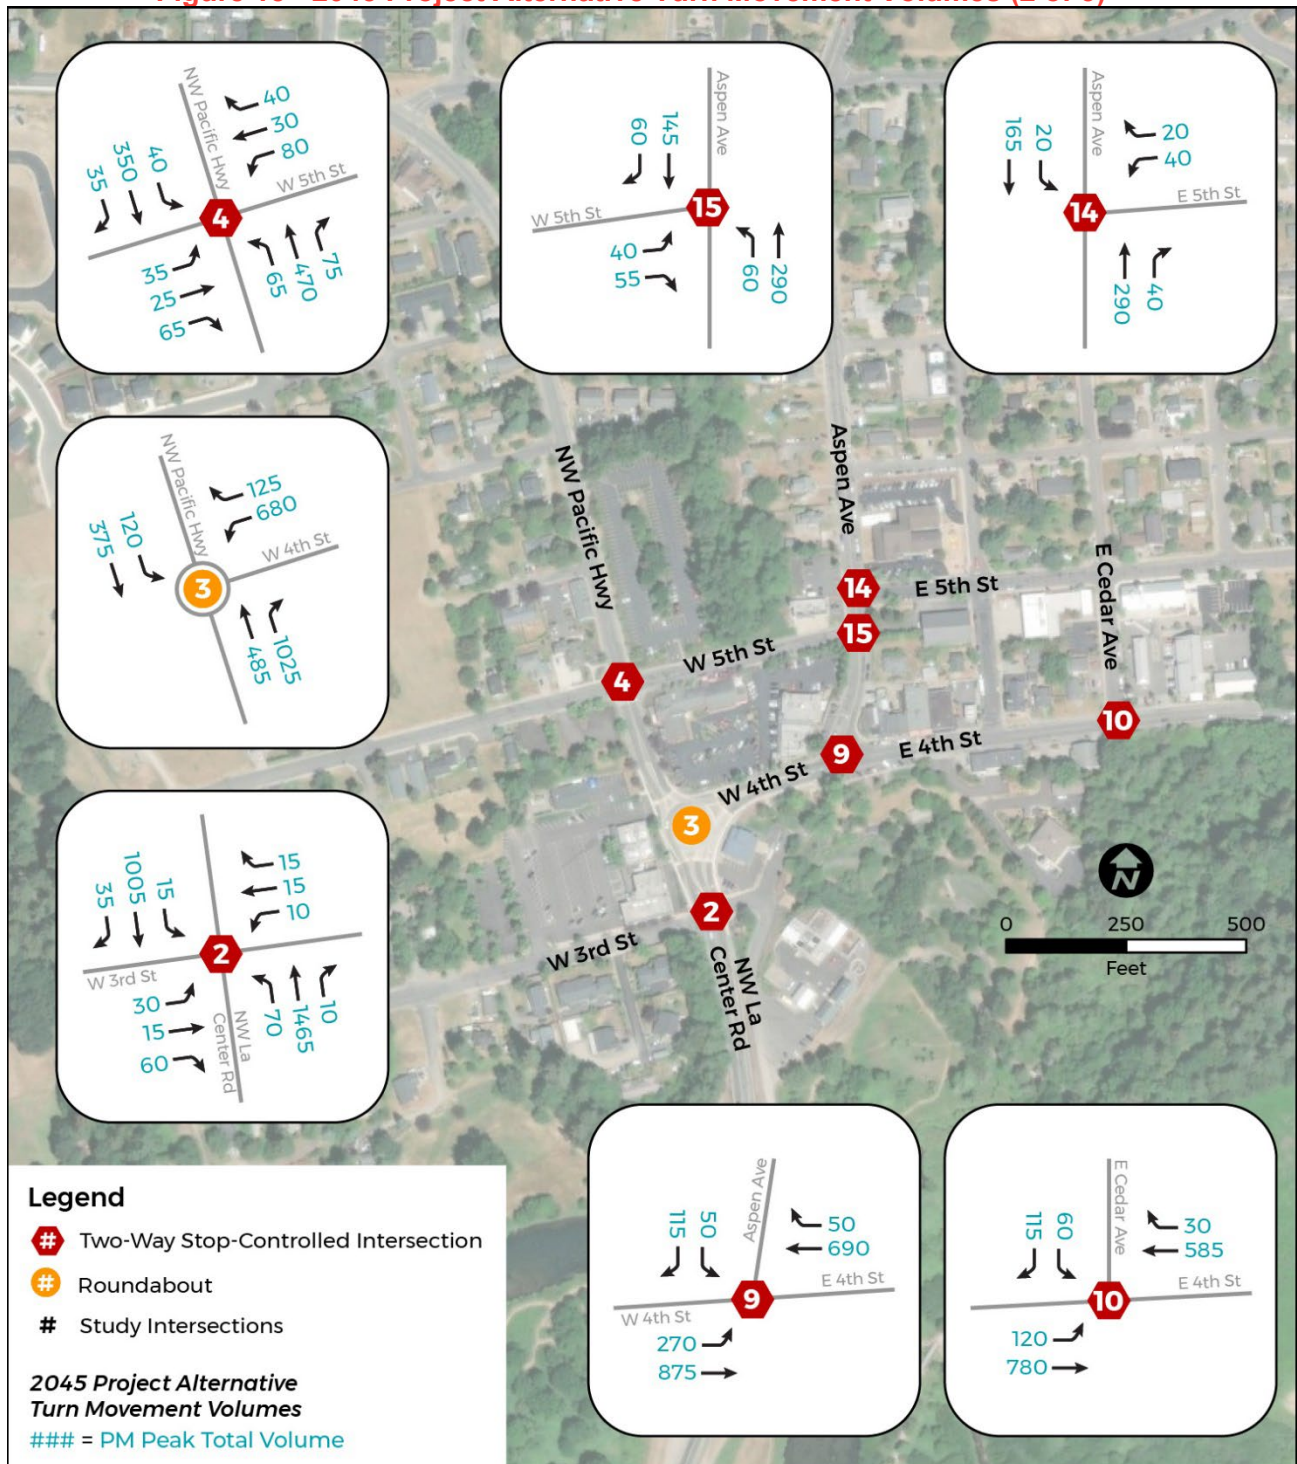 NW Pacific Hwy
40
30
80
35
350
40
W 5th St
4
35
25
65
65
470
75
Aspen Ave
60
145
W 5th St
15
40
55
60
290
Aspen Ave
165
20
20
40
E 5th St
14
290
40
NW Pacific Hwy
125
680
375
120
W 4th St
3
485
1025
NW Pacific Hwy
Aspen Ave
E Cedar Ave
14
E 5th St
15
W 5th St
4
10
9
E 4th St
W 4th St
3
2
W 3rd St
NW La
Center Rd
N
0 250 500
Feet
35
1005
15
15
15
10
2
W 3rd St
30
15
60
NW La
Center Rd
70
1465
10
Legend
# Two-Way Stop-Controlled Intersection
# Roundabout
# Study Intersections
2045 Project Alternative
Turn Movement Volumes
### = PM Peak Total Volume
Aspen Ave
115
50
50
690
E 4th St
9
W 4th St
270
875
E Cedar Ave
115
60
30
585
E 4th St
10
120
780